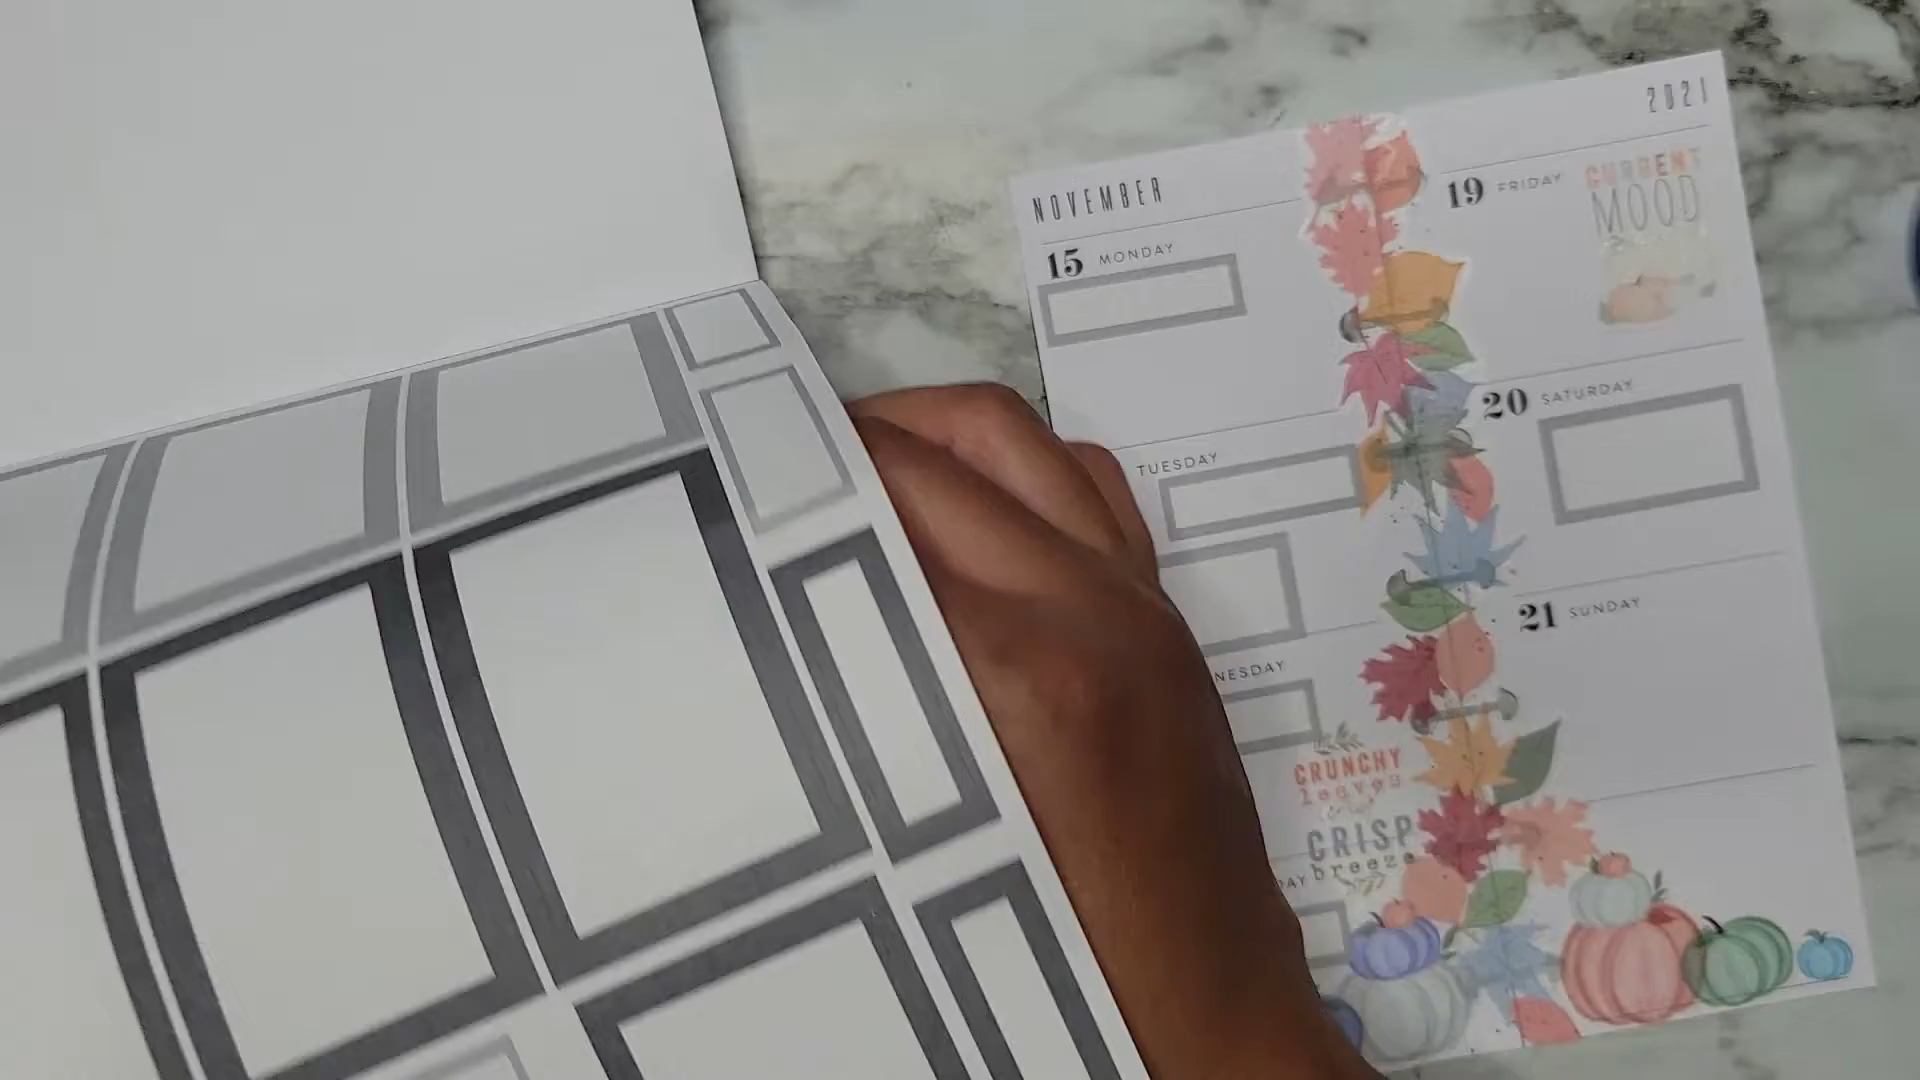 NOVEMBER
2021
15 MONDAY
TUESDAY
NESDAY
CRUNCHY
leaves
CRISP
breeze
DAY
19 FRIDAY
CURRENT
MOOD
20 SATURDAY
21 SUNDAY